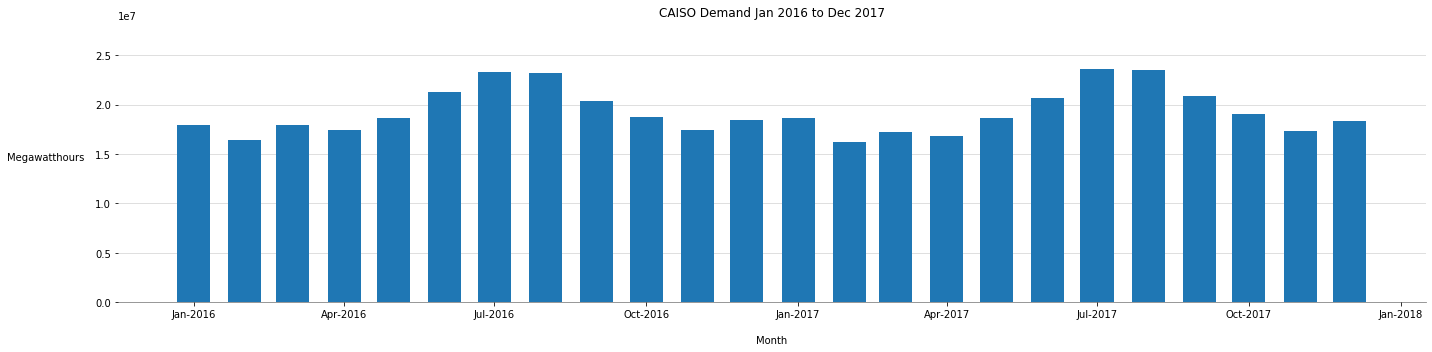 CAISO Demand Jan 2016 to Dec 2017
1e7
2.5
2.0
Megawatthours
1.5
1.0
0.5
0.0
Jan-2016 Apr-2016 Jul-2016 Oct-2016 Jan-2017 Apr-2017 Jul-2017 Oct-2017 Jan-2018
Month